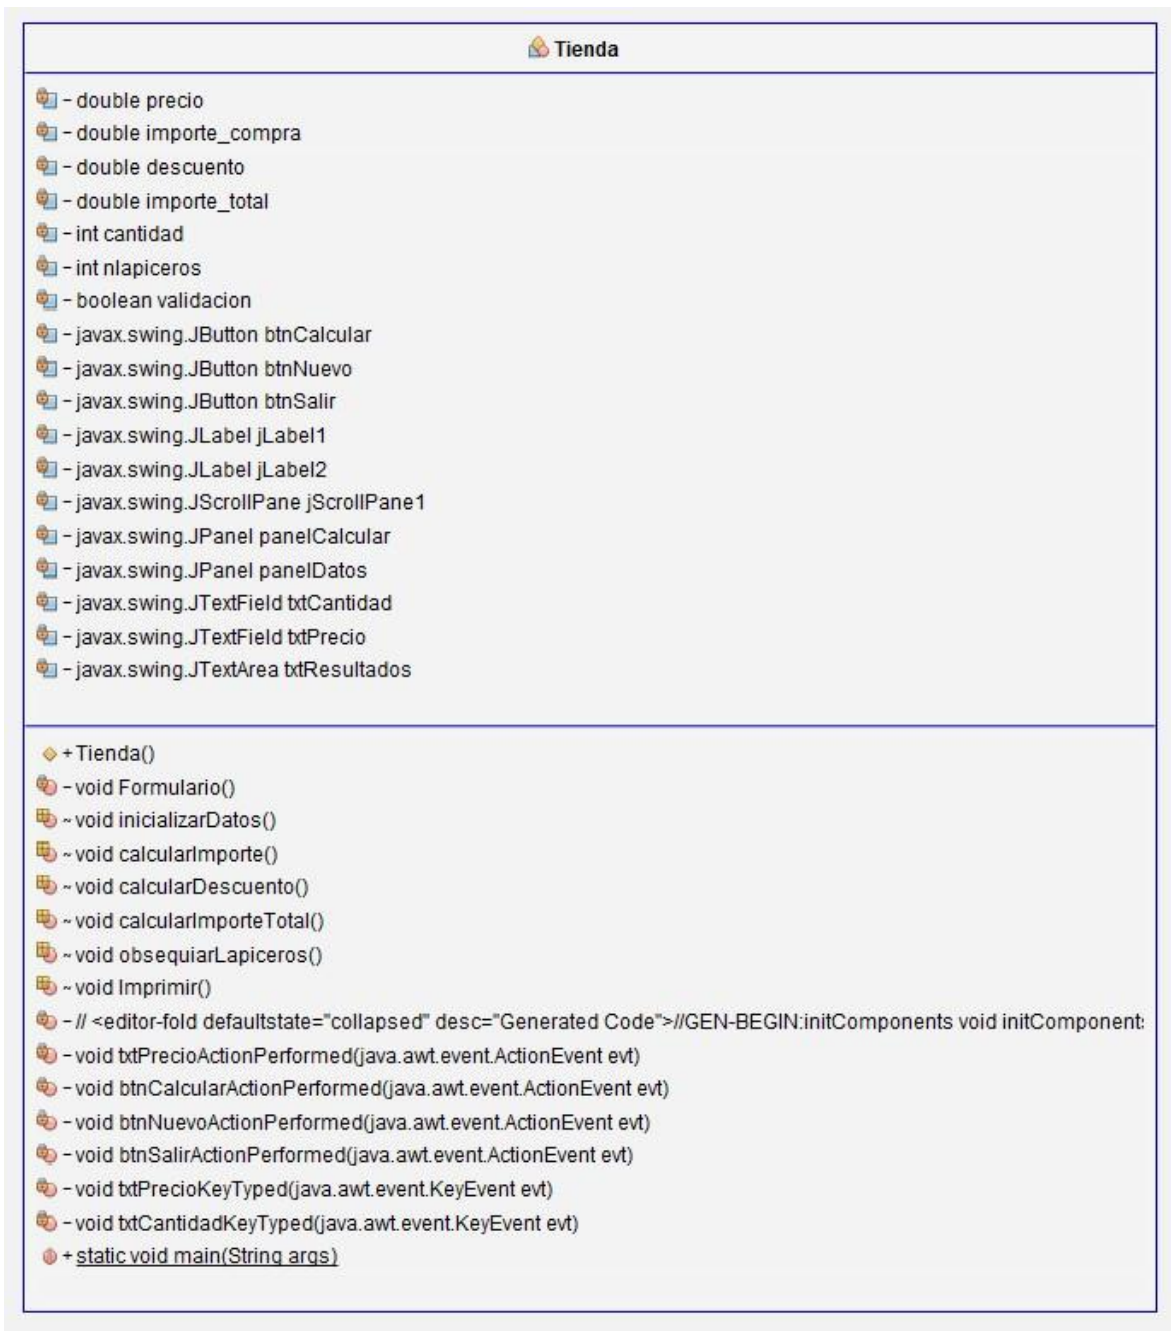 Tienda
- double precio
- double importe_compra
- double descuento
- double importe_total
- int cantidad
- int nlapiceros
- boolean validacion
- javax.swing.JButton btnCalcular
- javax.swing.JButton btnNuevo
- javax.swing.JButton btnSalir
- javax.swing.JLabel jLabel1
- javax.swing.JLabel jLabel2
- javax.swing.JScrollPane jScrollPane1
- javax.swing.JPanel panelCalcular
- javax.swing.JPanel panelDatos
- javax.swing.JTextField txtCantidad
- javax.swing.JTextField txtPrecio
- javax.swing.JTextArea txtResultados
+ Tienda()
- void Formulario()
~ void inicializarDatos()
~ void calcularImporte()
~ void calcularDescuento()
~ void calcularImporteTotal()
~ void obsequiarLapiceros()
~ void Imprimir()
- // <editor-fold defaultstate="collapsed" desc="Generated Code">//GEN-BEGIN:initComponents void initComponent
- void txtPrecioActionPerformed(java.awt.event.ActionEvent evt)
- void btnCalcularActionPerformed(java.awt.event.ActionEvent evt)
- void btnNuevoActionPerformed(java.awt.event.ActionEvent evt)
- void btnSalirActionPerformed(java.awt.event.ActionEvent evt)
- void txtPrecioKeyTyped(java.awt.event.KeyEvent evt)
- void txtCantidadKeyTyped(java.awt.event.KeyEvent evt)
+ static void main(String args)